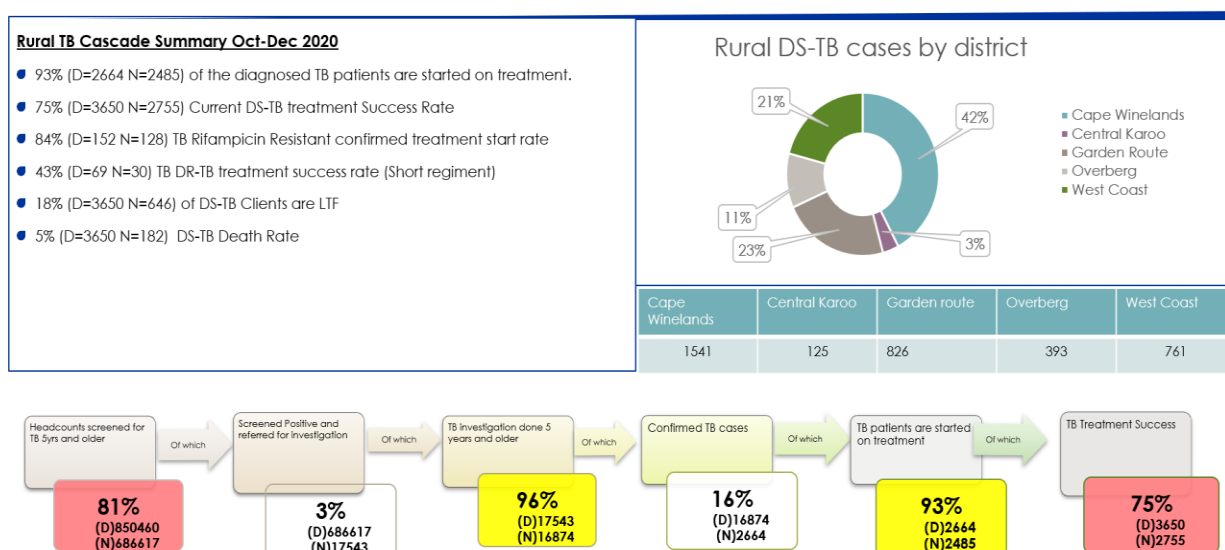 Rural TB Cascade Summary Oct-Dec 2020
93% (D=2664 N=2485) of the diagnosed TB patients are started on treatment.
75% (D=3650 N=2755) Current DS-TB treatment Success Rate
84% (D=152 N=128) TB Rifampicin Resistant confirmed treatment start rate
43% (D=69 N=30) TB DR-TB treatment success rate (Short regiment)
18% (D=3650 N=646) of DS-TB Clients are LTF
5% (D=3650 N=182) DS-TB Death Rate
Rural DS-TB cases by district
21%
42%
11%
23%
3%
Cape Winelands
Central Karoo
Garden Route
Overberg
West Coast
Cape Winelands Central Karoo Garden route Overberg West Coast
1541 125 826 393 761
Headcounts screened for
TB 5yrs and older
81%
(D)850460
(N)686617
Of which
Screened Positive and
referred for investigation
3%
(D)686617
(N)17543
Of which
TB investigation done 5
years and older
96%
(D)17543
(N)16874
Of which
Confirmed TB cases
16%
(D)16874
(N)2664
Of which
TB patients are started
on treatment
93%
(D)2664
(N)2485
Of which
TB Treatment Success
75%
(D)3650
(N)2755